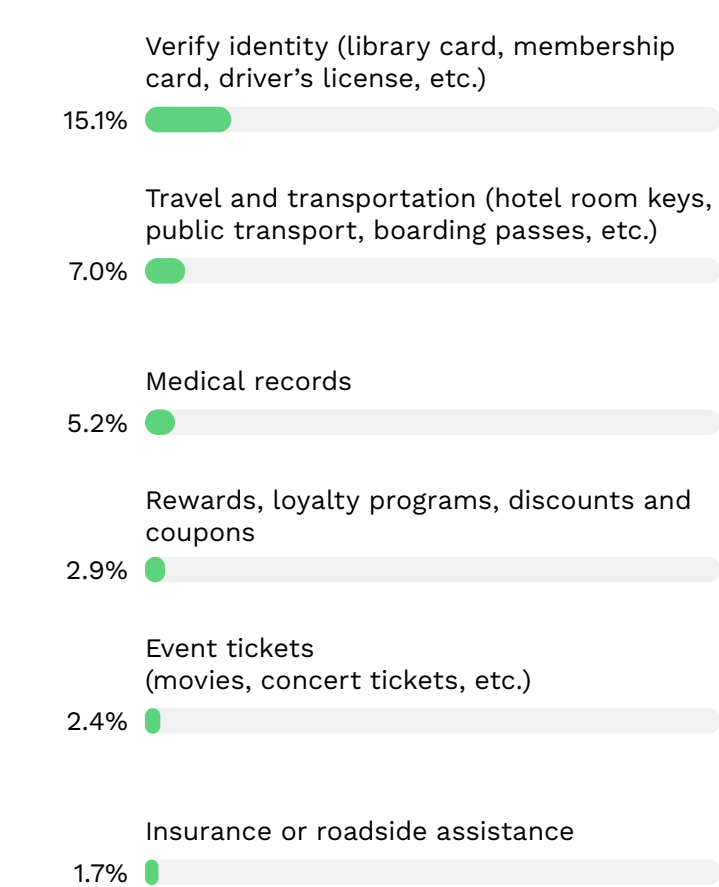 Verify identity (library card, membership
card, driver’s license, etc.)
15.1%
Travel and transportation (hotel room keys,
public transport, boarding passes, etc.)
7.0%
Medical records
5.2%
Rewards, loyalty programs, discounts and
coupons
2.9%
Event tickets
(movies, concert tickets, etc.)
2.4%
Insurance or roadside assistance
1.7%